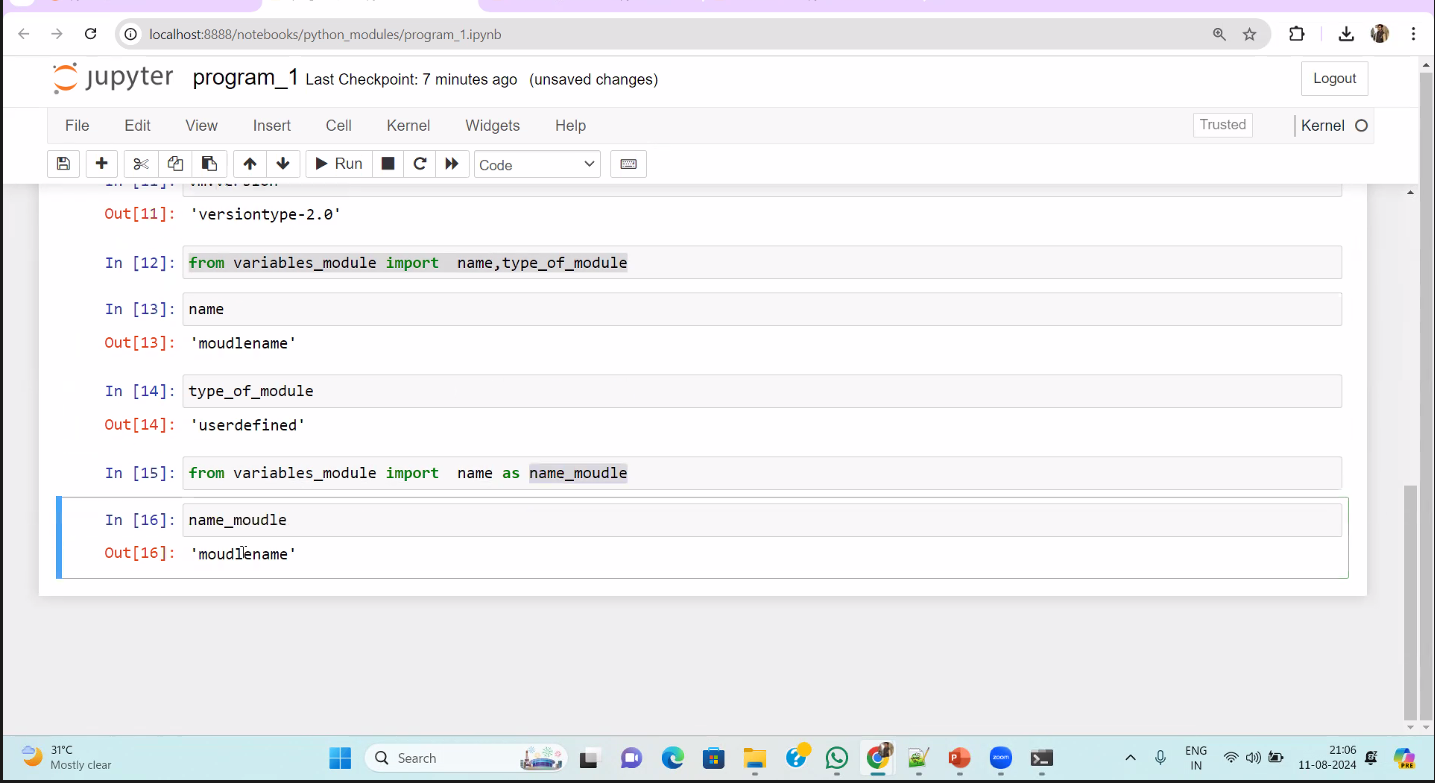 localhost:8888/notebooks/python_modules/program_1.ipynb
jupyter program_1 Last Checkpoint: 7 minutes ago (unsaved changes)
Logout
File Edit View Insert Cell Kernel Widgets Help
Trusted
Kernel
Run
Code
Out[11]: 'versiontype-2.0'
In [12]: from variables_module import name,type_of_module
In [13]: name
Out[13]: 'moudlename'
In [14]: type_of_module
Out[14]: 'userdefined'
In [15]: from variables_module import name as name_moudle
In [16]: name_moudle
Out[16]: 'moudlename'
31°C
Mostly clear
Search
zoom
PRE
ENG
IN
21:06
11-08-2024